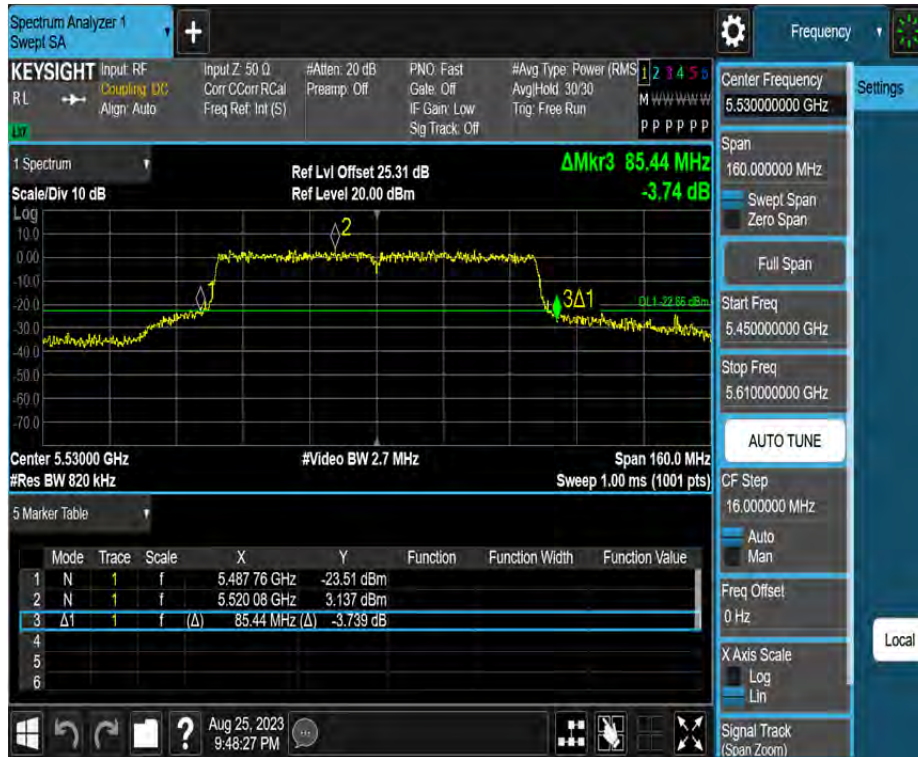 Spectrum Analyzer 1
Swept SA
Frequency
KEYSIGHT
RL
LXI
Input: RF
Coupling: DC
Align: Auto
Input Z: 50 Ω
Corr CCorr RCal
Freq Ref: Int (S)
#Atten: 20 dB
Preamp: Off
PNO: Fast
Gate: Off
IF Gain: Low
Sig Track: Off
#Avg Type: Power (RMS
Avg|Hold: 30/30
Trig: Free Run
1 2 3 4 5 6
M W W W W W
P P P P P P
Center Frequency
5.530000000 GHz
Settings
Span
160.000000 MHz
Swept Span
Zero Span
Full Span
Start Freq
5.450000000 GHz
Stop Freq
5.610000000 GHz
AUTO TUNE
CF Step
16.000000 MHz
Auto
Man
Freq Offset
0 Hz
X Axis Scale
Log
Lin
Local
Signal Track
(Span Zoom)
1 Spectrum
Scale/Div 10 dB
Ref Lvl Offset 25.31 dB
Ref Level 20.00 dBm
ΔMkr3 85.44 MHz
-3.74 dB
Log
10.0
0.00
-10.0
-20.0
-30.0
-40.0
-50.0
-60.0
-70.0
2
1
3Δ1
DL1 -22.86 dBm
Center 5.53000 GHz
#Res BW 820 kHz
#Video BW 2.7 MHz
Span 160.0 MHz
Sweep 1.00 ms (1001 pts)
5 Marker Table
Mode Trace Scale X Y Function Function Width Function Value
1 N 1 f 5.487 76 GHz -23.51 dBm
2 N 1 f 5.520 08 GHz 3.137 dBm
3 Δ1 1 f (Δ) 85.44 MHz (Δ) -3.739 dB
4
5
6
?
Aug 25, 2023
9:48:27 PM